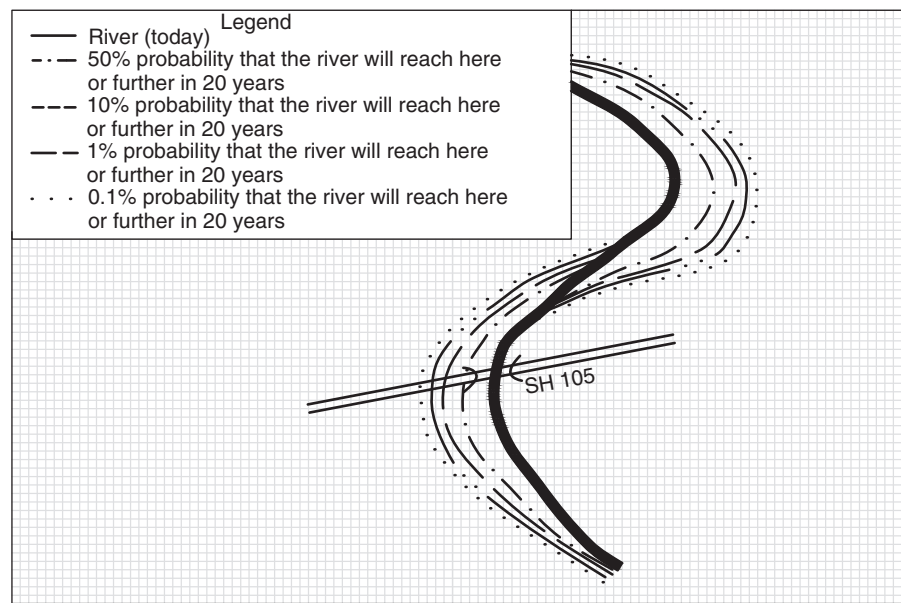 Legend
River (today)
50% probability that the river will reach here
or further in 20 years
10% probability that the river will reach here
or further in 20 years
1% probability that the river will reach here
or further in 20 years
0.1% probability that the river will reach here
or further in 20 years
SH 105